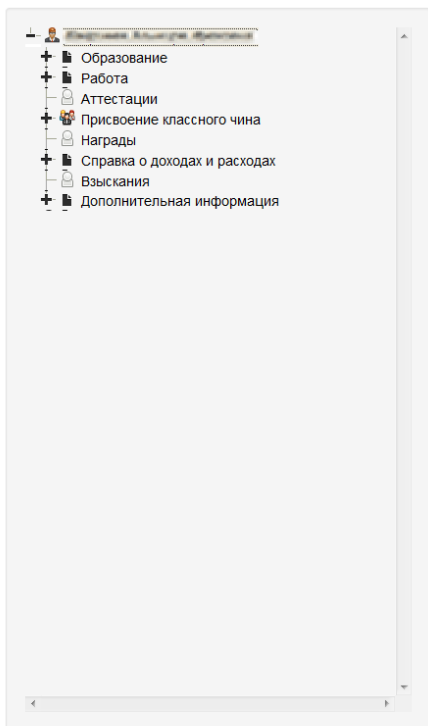 Образование
Работа
Аттестации
Присвоение классного чина
Награды
Справка о доходах и расходах
Взыскания
Дополнительная информация